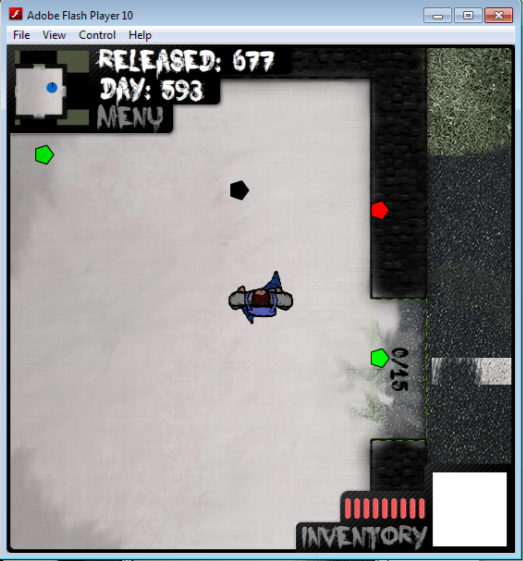 Adobe Flash Player 10
File View Control Help
RELEASED: 677
DAY: 593
MENU
0/15
INVENTORY